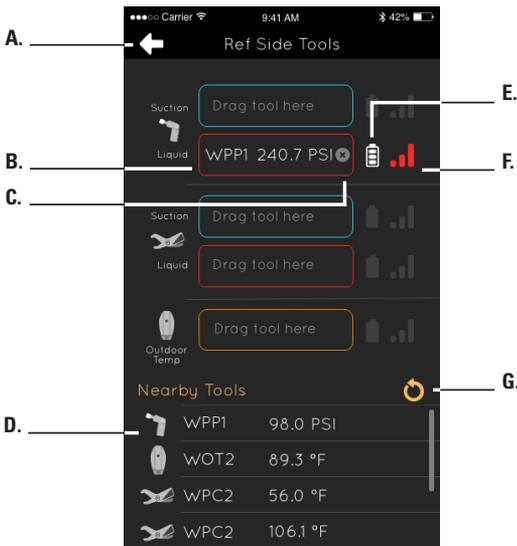 Carrier 9:41 AM 42%
A.
Ref Side Tools
Suction Drag tool here
E.
B.
Liquid WPP1 240.7 PSI
F.
C.
Suction Drag tool here
Liquid Drag tool here
Drag tool here
Outdoor
Temp
Nearby Tools
G.
D.
WPP1 98.0 PSI
WOT2 89.3 °F
WPC2 56.0 °F
WPC2 106.1 °F